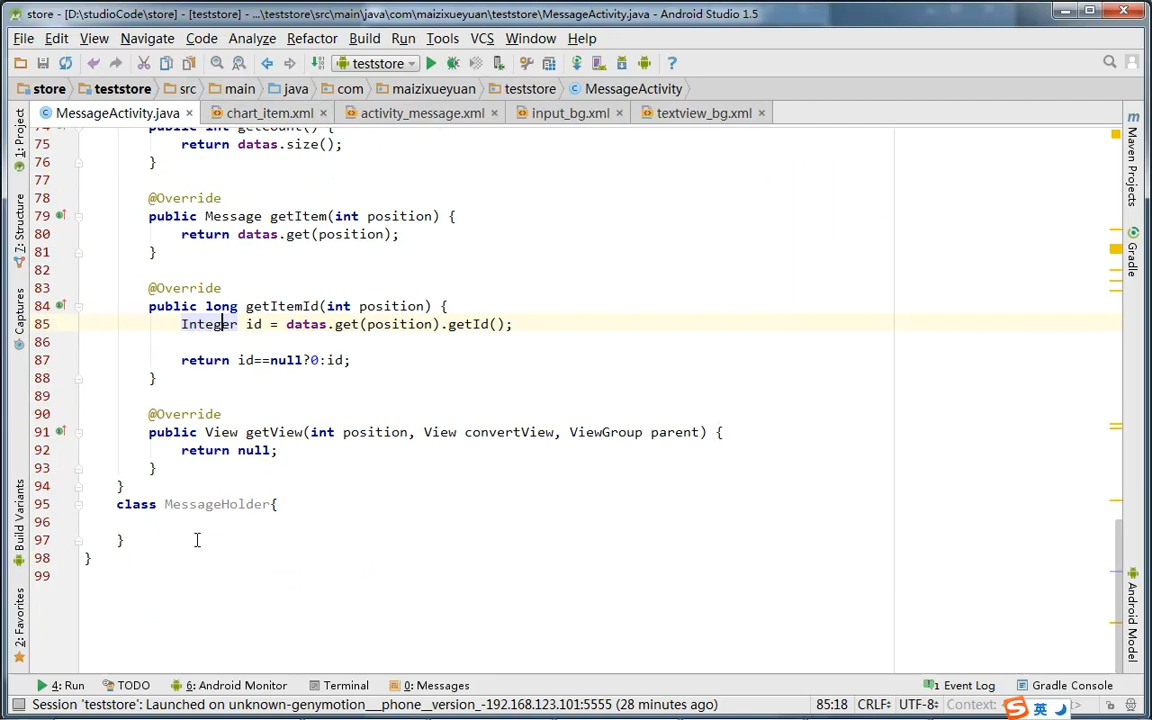 store - [D:\studioCode\store] - [teststore] - ...\teststore\src\main\java\com\maizixueyuan\teststore\MessageActivity.java - Android Studio 1.5
File Edit View Navigate Code Analyze Refactor Build Run Tools VCS Window Help
teststore
store teststore src main java com maizixueyuan teststore MessageActivity
MessageActivity.java chart_item.xml activity_message.xml input_bg.xml textview_bg.xml
74 public int getCount() {
75 return datas.size();
76 }
77
78 @Override
79 public Message getItem(int position) {
80 return datas.get(position);
81 }
82
83 @Override
84 public long getItemId(int position) {
85 Integer id = datas.get(position).getId();
86
87 return id==null?0:id;
88 }
89
90 @Override
91 public View getView(int position, View convertView, ViewGroup parent) {
92 return null;
93 }
94 }
95 class MessageHolder{
96
97 }
98 }
99
1: Project
7: Structure
Captures
Build Variants
2: Favorites
Maven Projects
Gradle
Android Model
4: Run TODO 6: Android Monitor Terminal 0: Messages 1 Event Log Gradle Console
Session 'teststore': Launched on unknown-genymotion__phone__version_-192.168.123.101:5555 (28 minutes ago) 85:18 CRLF÷ UTF-8÷ Context: 英